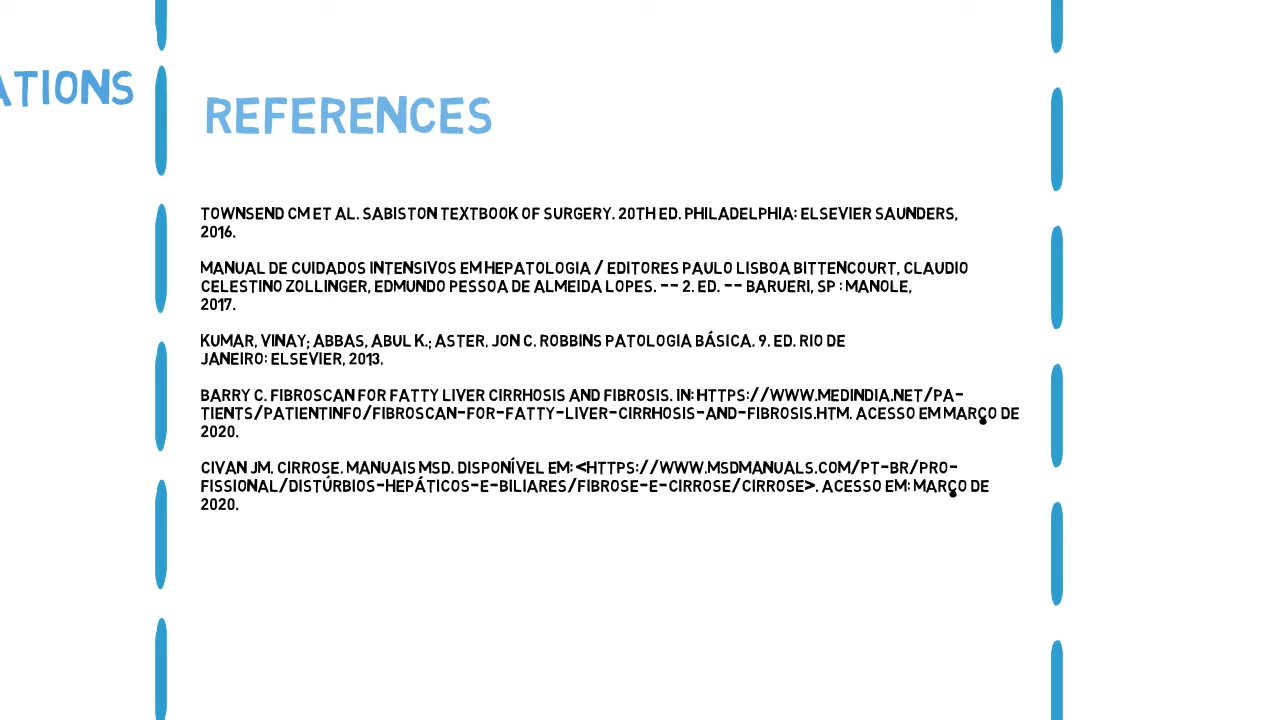 ATIONS
REFERENCES
TOWNSEND CM ET AL. SABISTON TEXTBOOK OF SURGERY. 20TH ED. PHILADELPHIA: ELSEVIER SAUNDERS,
2016.
MANUAL DE CUIDADOS INTENSIVOS EM HEPATOLOGIA / EDITORES PAULO LISBOA BITTENCOURT, CLAUDIO
CELESTINO ZOLLINGER, EDMUNDO PESSOA DE ALMEIDA LOPES. -- 2. ED. -- BARUERI, SP : MANOLE,
2017.
KUMAR, VINAY; ABBAS, ABUL K.; ASTER, JON C. ROBBINS PATOLOGIA BÁSICA. 9. ED. RIO DE
JANEIRO: ELSEVIER, 2013.
BARRY C. FIBROSCAN FOR FATTY LIVER CIRRHOSIS AND FIBROSIS. IN: HTTPS://WWW.MEDINDIA.NET/PA-
TIENTS/PATIENTINFO/FIBROSCAN-FOR-FATTY-LIVER-CIRRHOSIS-AND-FIBROSIS.HTM. ACESSO EM MARÇO DE
2020.
CIVAN JM. CIRROSE. MANUAIS MSD. DISPONÍVEL EM: <HTTPS://WWW.MSDMANUALS.COM/PT-BR/PRO-
FISSIONAL/DISTÚRBIOS-HEPÁTICOS-E-BILIARES/FIBROSE-E-CIRROSE/CIRROSE>. ACESSO EM: MARÇO DE
2020.